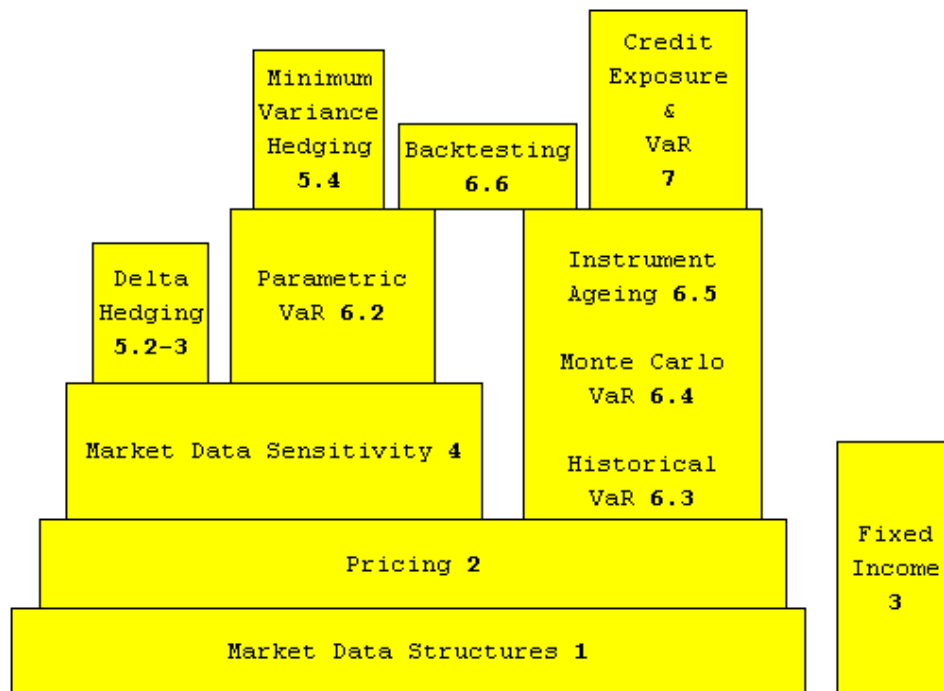 Credit
Exposure
&
VaR
7
Minimum
Variance
Hedging
5.4
Backtesting
6.6
Delta
Hedging
5.2-3
Parametric
VaR 6.2
Instrument
Ageing 6.5
Monte Carlo
VaR 6.4
Historical
VaR 6.3
Market Data Sensitivity 4
Fixed
Income
3
Pricing 2
Market Data Structures 1